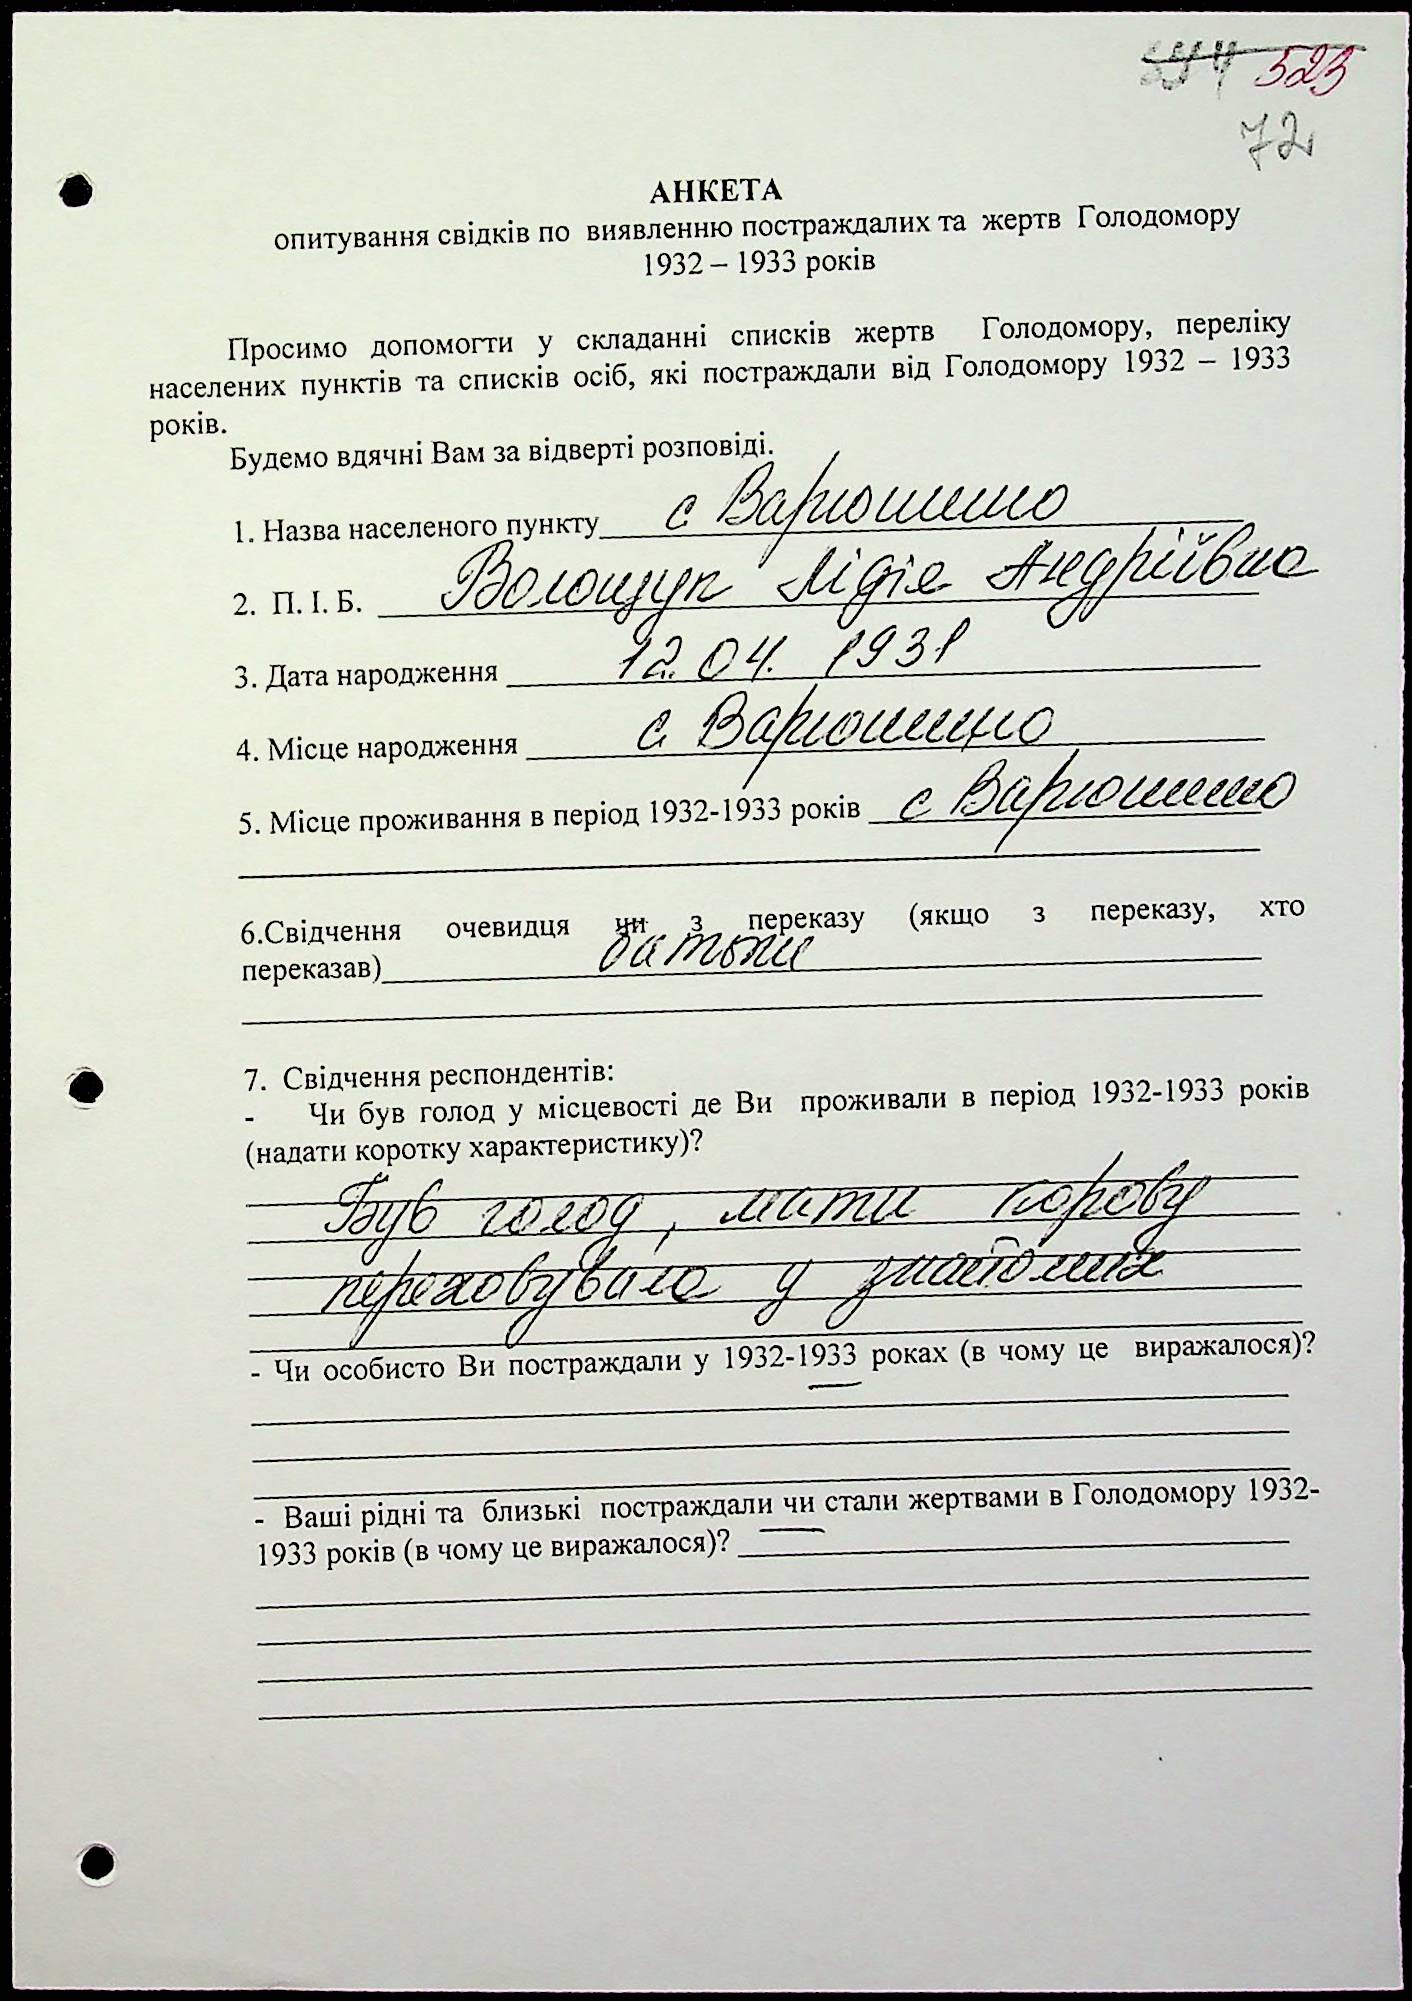 523
72
АНКЕТА
опитування свідків по виявленню постраждалих та жертв Голодомору
1932 – 1933 років
Просимо допомогти у складанні списків жертв Голодомору, переліку
населених пунктів та списків осіб, які постраждали від Голодомору 1932 – 1933
років.
Будемо вдячні Вам за відверті розповіді.
1. Назва населеного пункту с Варюшино
2. П. І. Б. Волощук Лідія Андріївна
3. Дата народження 12.04. 1931
4. Місце народження с. Варюшино
5. Місце проживання в період 1932-1933 років с Варюшино
6.Свідчення очевидця чи з переказу (якщо з переказу, хто
переказав) батьки
7. Свідчення респондентів:
- Чи був голод у місцевості де Ви проживали в період 1932-1933 років
(надати коротку характеристику)?
Був голод, мати корову
переховувала у знайомих
- Чи особисто Ви постраждали у 1932-1933 роках (в чому це виражалося)?
- Ваші рідні та близькі постраждали чи стали жертвами в Голодомору 1932-
1933 років (в чому це виражалося)?